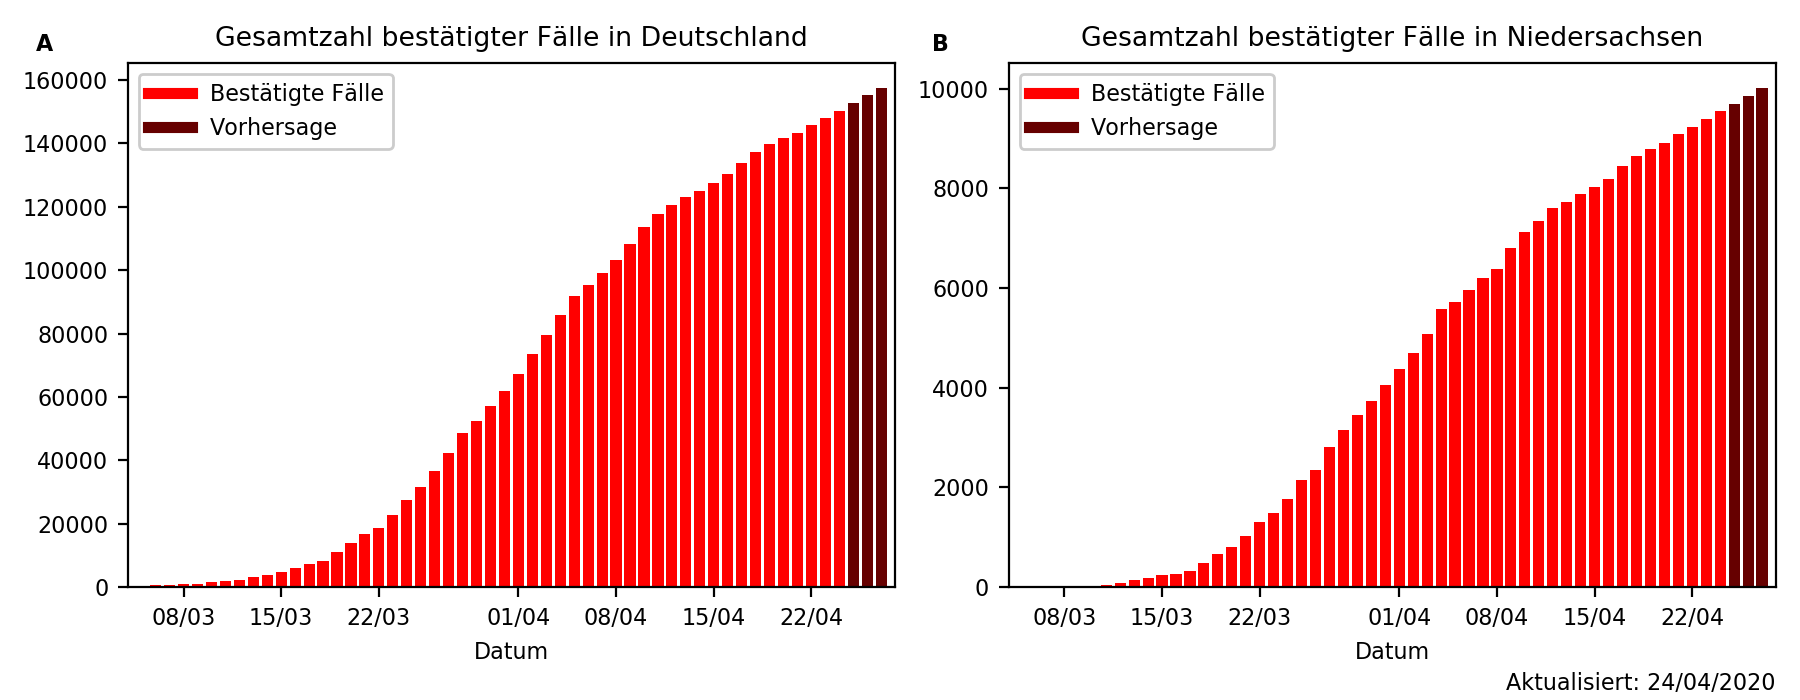 A
Gesamtzahl bestätigter Fälle in Deutschland
Bestätigte Fälle
Vorhersage
160000
140000
120000
100000
80000
60000
40000
20000
0
08/03 15/03 22/03 01/04 08/04 15/04 22/04
Datum
B
Gesamtzahl bestätigter Fälle in Niedersachsen
Bestätigte Fälle
Vorhersage
10000
8000
6000
4000
2000
0
08/03 15/03 22/03 01/04 08/04 15/04 22/04
Datum
Aktualisiert: 24/04/2020